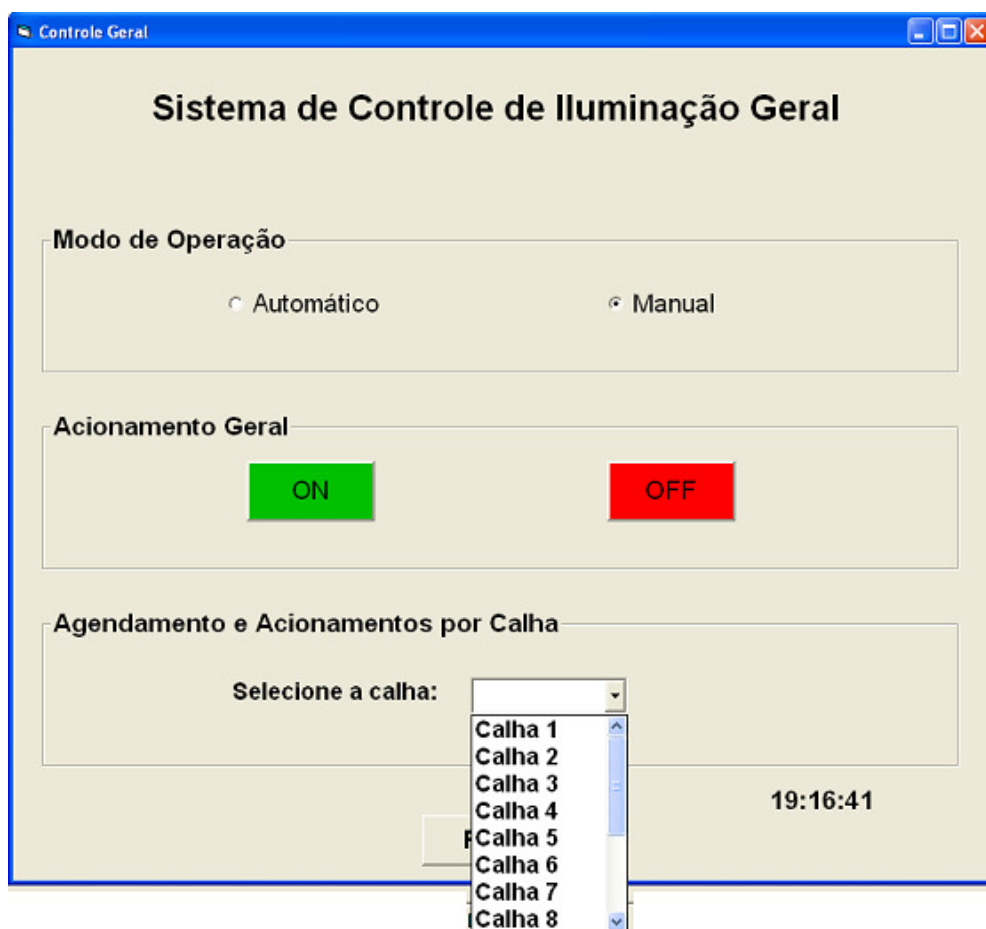 Controle Geral
Sistema de Controle de Iluminação Geral
Modo de Operação
Automático Manual
Acionamento Geral
ON OFF
Agendamento e Acionamentos por Calha
Selecione a calha:
Calha 1
Calha 2
Calha 3
Calha 4
Calha 5
Calha 6
Calha 7
Calha 8
19:16:41